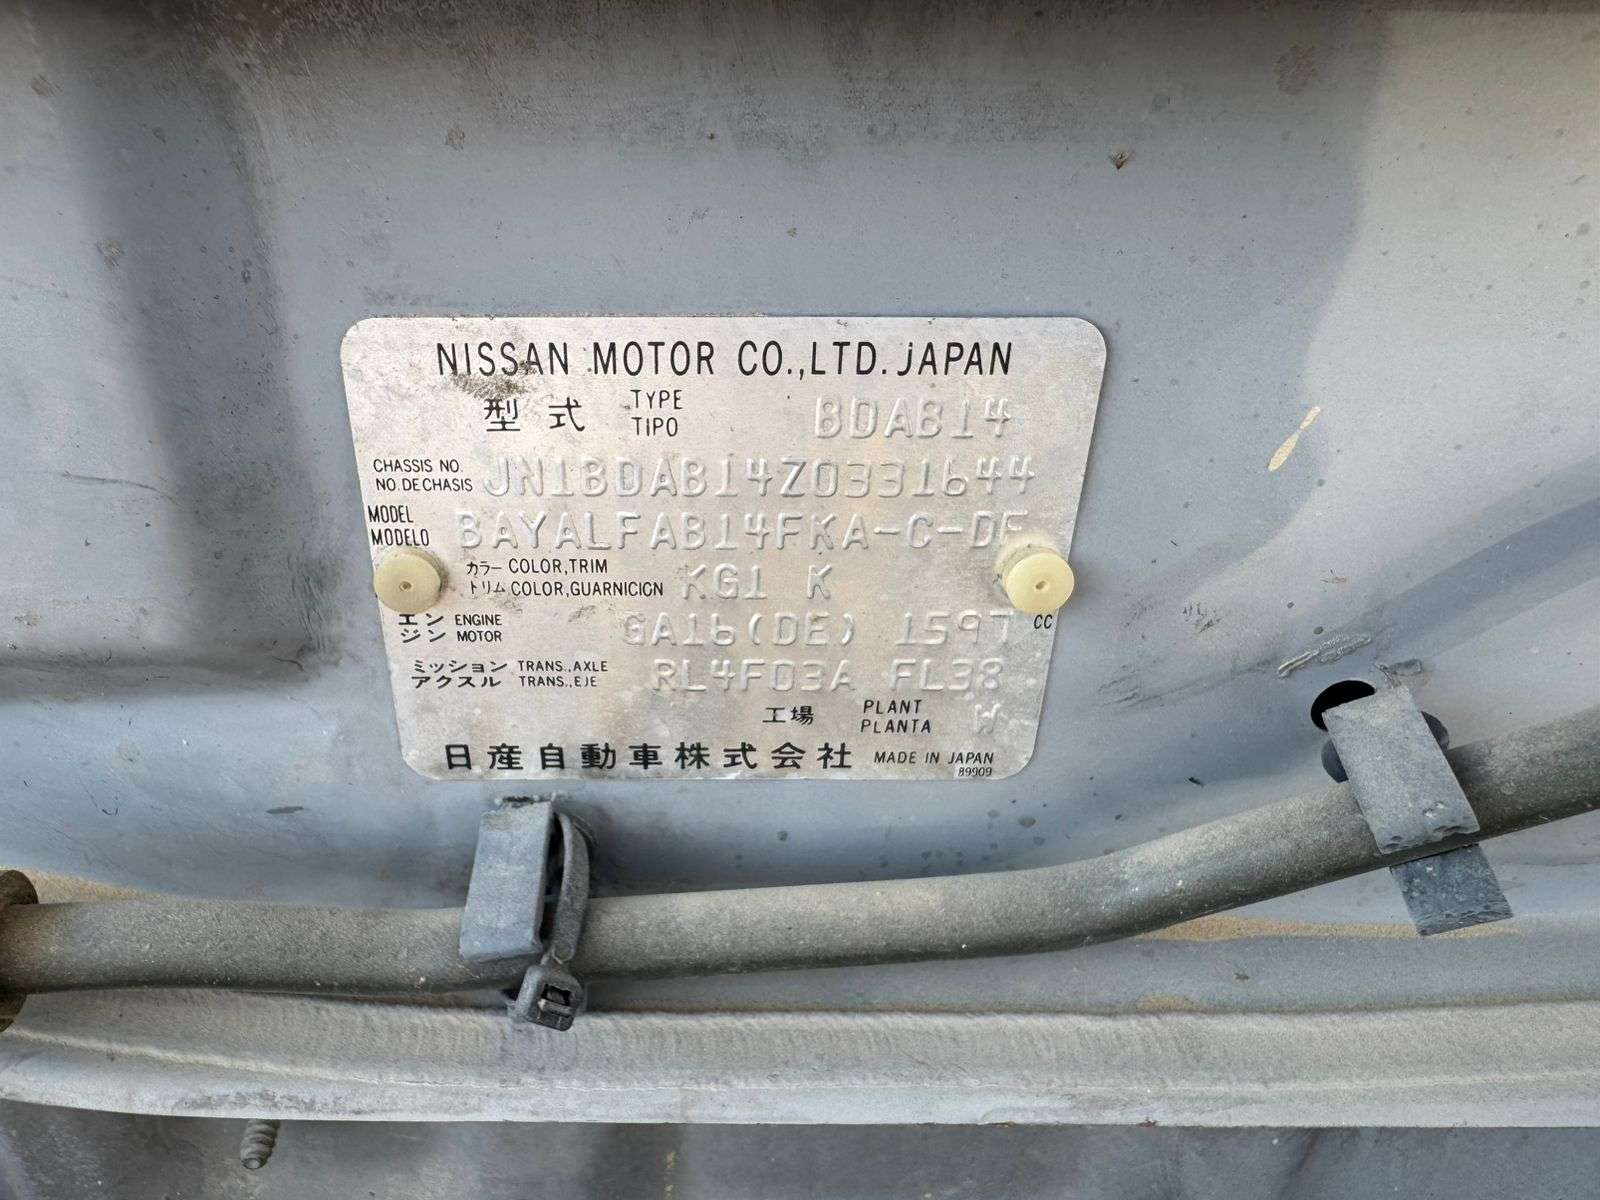 NISSAN MOTOR CO.,LTD. JAPAN
型式 TYPE TIPO BDAB14
CHASSIS NO. NO. DE CHASIS JN1BDAB14Z0331644
MODEL MODELO BAYALFAB14FKA-C-DE
カラー COLOR,TRIM
トリム COLOR,GUARNICION KG1 K
エン ENGINE
ジン MOTOR GA16(DE) 1597 CC
ミッション TRANS.,AXLE
アクスル TRANS.,EJE RL4F03A FL38
工場 PLANT PLANTA W
日産自動車株式会社 MADE IN JAPAN
89909